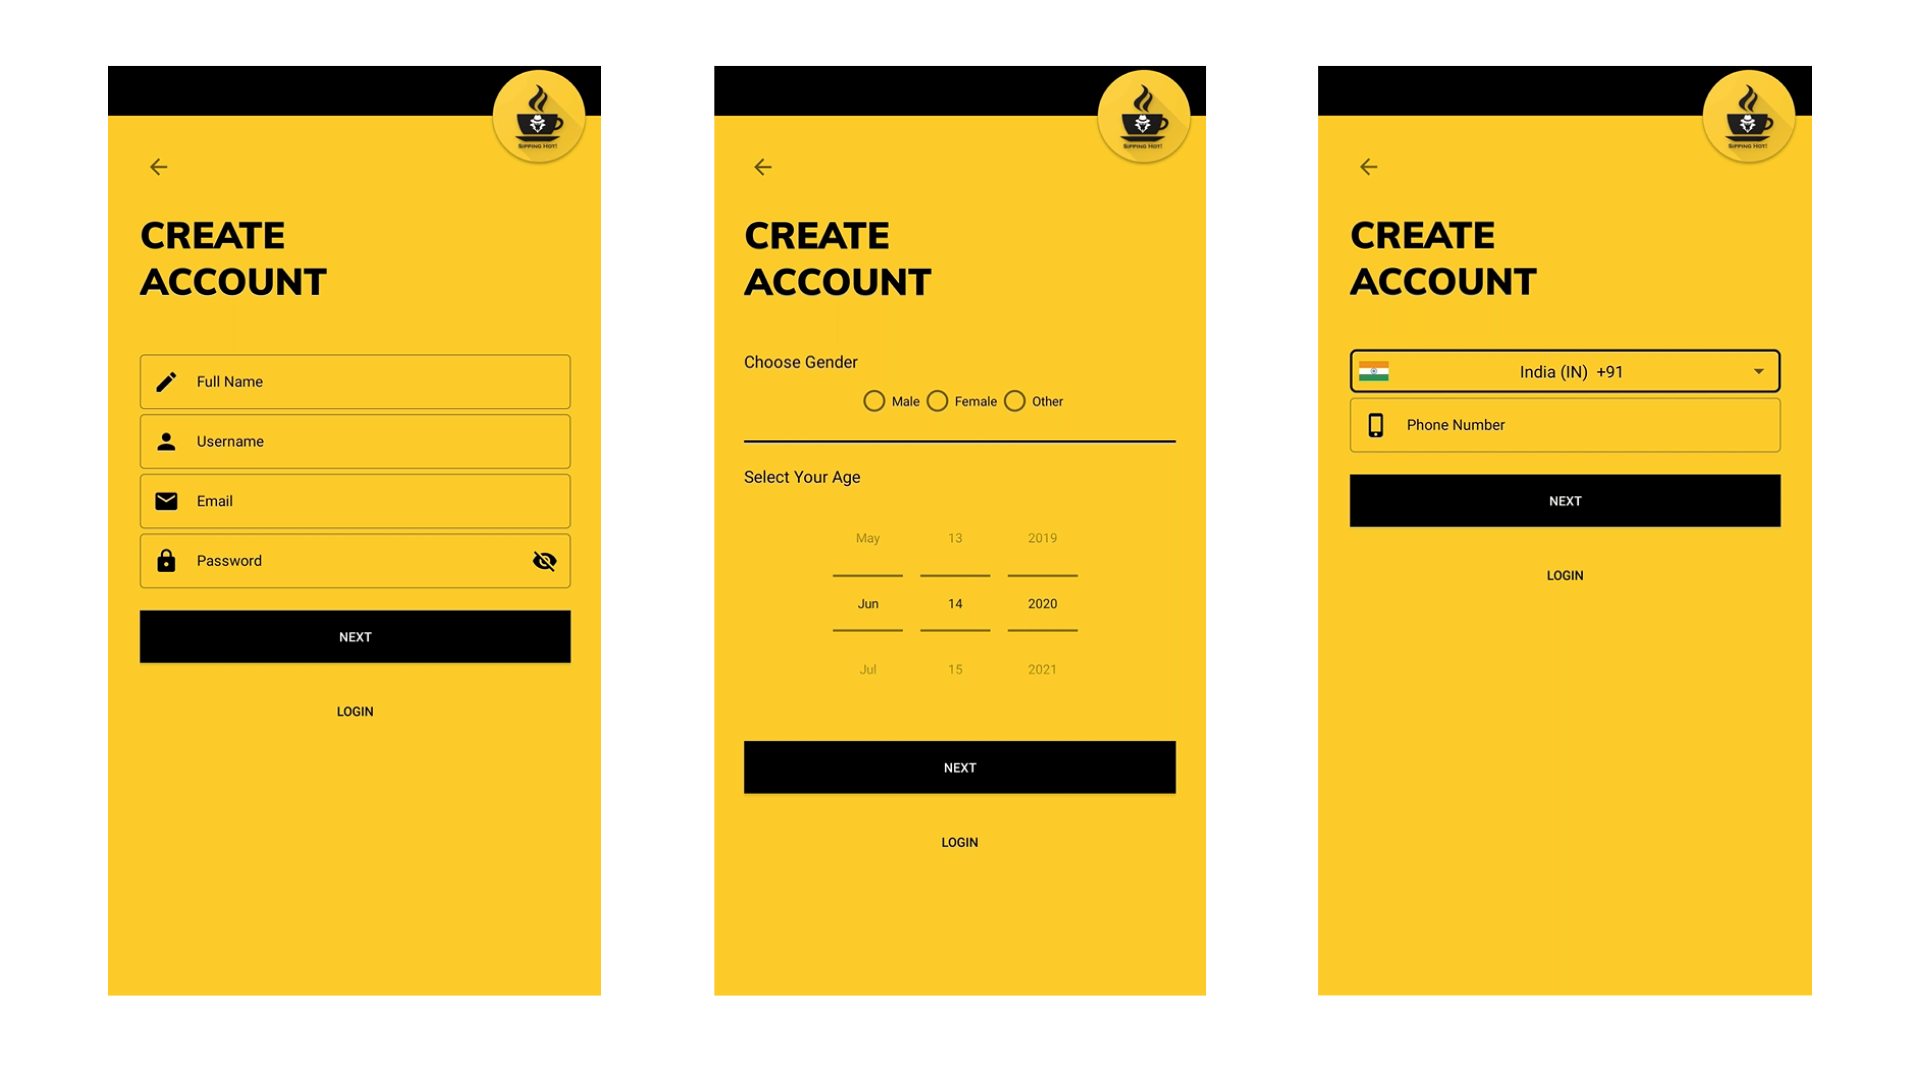 SIPPING HOT!
CREATE
ACCOUNT
Full Name
Username
Email
Password
NEXT
LOGIN
SIPPING HOT!
CREATE
ACCOUNT
Choose Gender
Male Female Other
Select Your Age
May 13 2019
Jun 14 2020
Jul 15 2021
NEXT
LOGIN
SIPPING HOT!
CREATE
ACCOUNT
India (IN) +91
Phone Number
NEXT
LOGIN